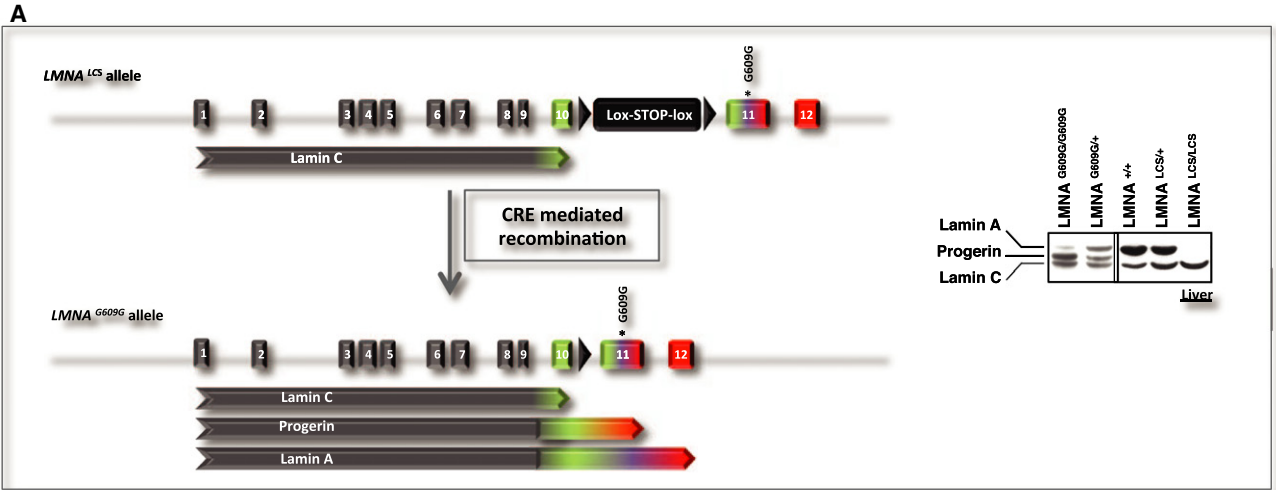 A
LMNA LCS allele
* G609G
1 2 3 4 5 6 7 8 9 10 Lox-STOP-lox 11 12
Lamin C
CRE mediated
recombination
LMNA G609G allele
* G609G
1 2 3 4 5 6 7 8 9 10 11 12
Lamin C
Progerin
Lamin A
LMNA G609G/G609G
LMNA G609G/+
LMNA +/+
LMNA LCS/+
LMNA LCS/LCS
Lamin A
Progerin
Lamin C
Liver